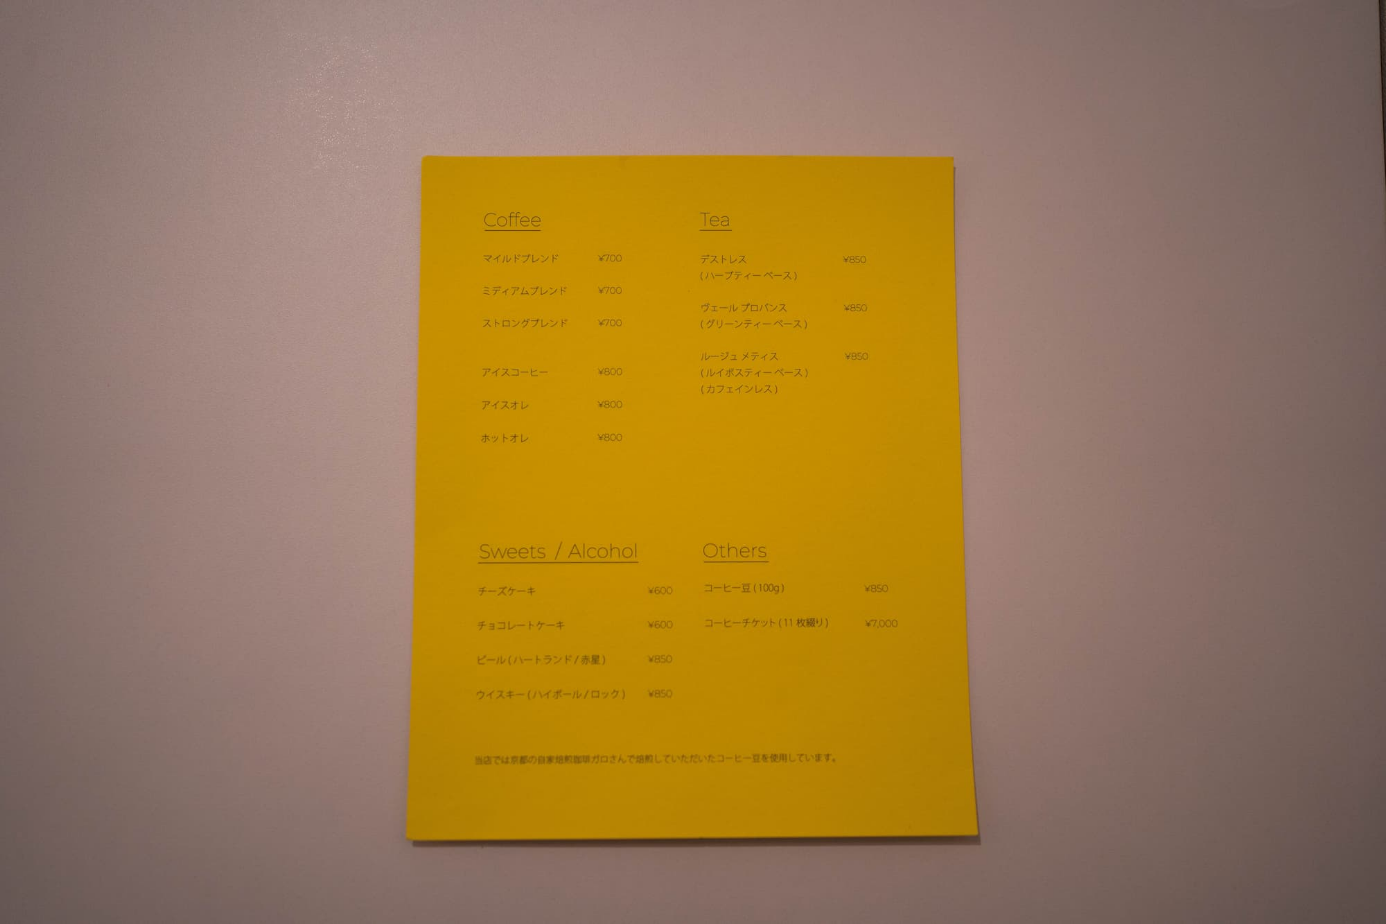 Coffee
マイルドブレンド ¥700
ミディアムブレンド ¥700
ストロングブレンド ¥700
アイスコーヒー ¥800
アイスオレ ¥800
ホットオレ ¥800
Tea
デストレス ¥850
(ハーブティーベース)
ヴェール プロバンス ¥850
(グリーンティーベース)
ルージュ メティス ¥850
(ルイボスティーベース)
(カフェインレス)
Sweets / Alcohol
チーズケーキ ¥600
チョコレートケーキ ¥600
ビール(ハートランド/赤星) ¥850
ウイスキー(ハイボール/ロック) ¥850
Others
コーヒー豆(100g) ¥850
コーヒーチケット(11枚綴り) ¥7,000
当店では京都の自家焙煎珈琲ガロさんで焙煎していただいたコーヒー豆を使用しています。